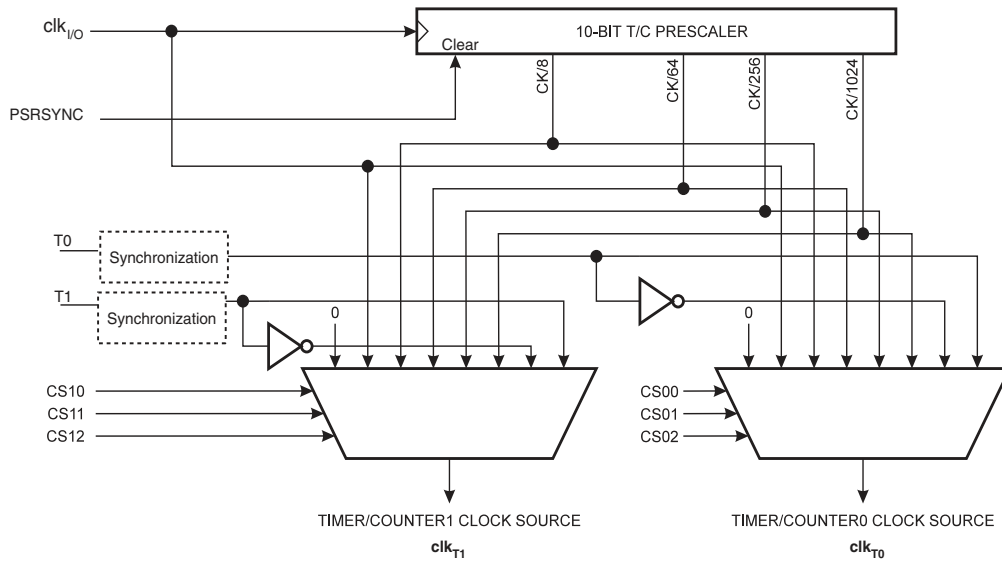 clkI/O
10-BIT T/C PRESCALER
Clear
CK/8
CK/64
CK/256
CK/1024
PSRSYNC
T0
Synchronization
T1
Synchronization
0
0
CS10
CS11
CS12
CS00
CS01
CS02
TIMER/COUNTER1 CLOCK SOURCE
clkT1
TIMER/COUNTER0 CLOCK SOURCE
clkT0